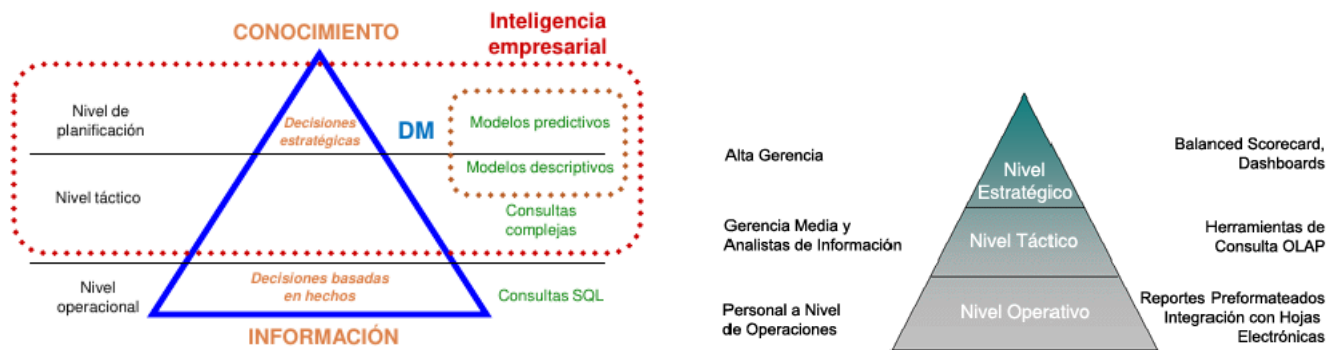 CONOCIMIENTO
Inteligencia
empresarial
Nivel de
planificación
Decisiones
estratégicas
DM
Modelos predictivos
Modelos descriptivos
Nivel táctico
Consultas
complejas
Nivel
operacional
Decisiones basadas
en hechos
Consultas SQL
INFORMACIÓN
Alta Gerencia
Nivel
Estratégico
Balanced Scorecard,
Dashboards
Gerencia Media y
Analistas de Información
Nivel Táctico
Herramientas de
Consulta OLAP
Personal a Nivel
de Operaciones
Nivel Operativo
Reportes Preformateados
Integración con Hojas
Electrónicas